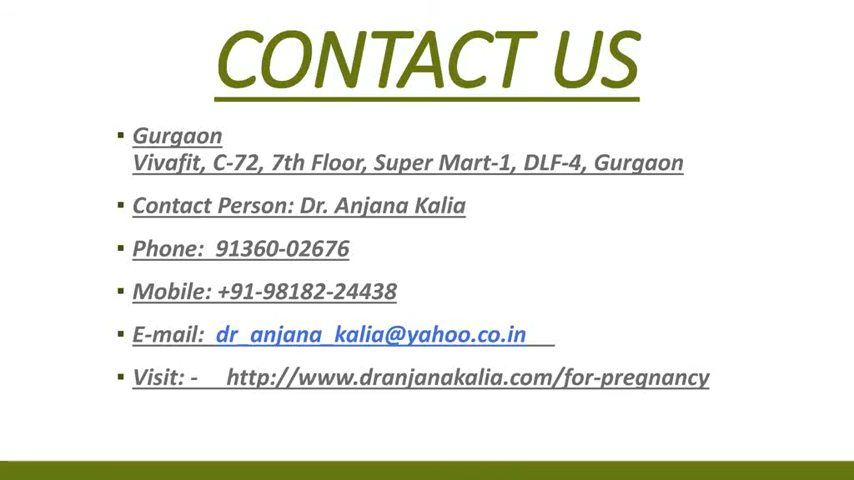 CONTACT US
▪ Gurgaon
Vivafit, C-72, 7th Floor, Super Mart-1, DLF-4, Gurgaon
▪ Contact Person: Dr. Anjana Kalia
▪ Phone: 91360-02676
▪ Mobile: +91-98182-24438
▪ E-mail: dr_anjana_kalia@yahoo.co.in
▪ Visit: - http://www.dranjanakalia.com/for-pregnancy